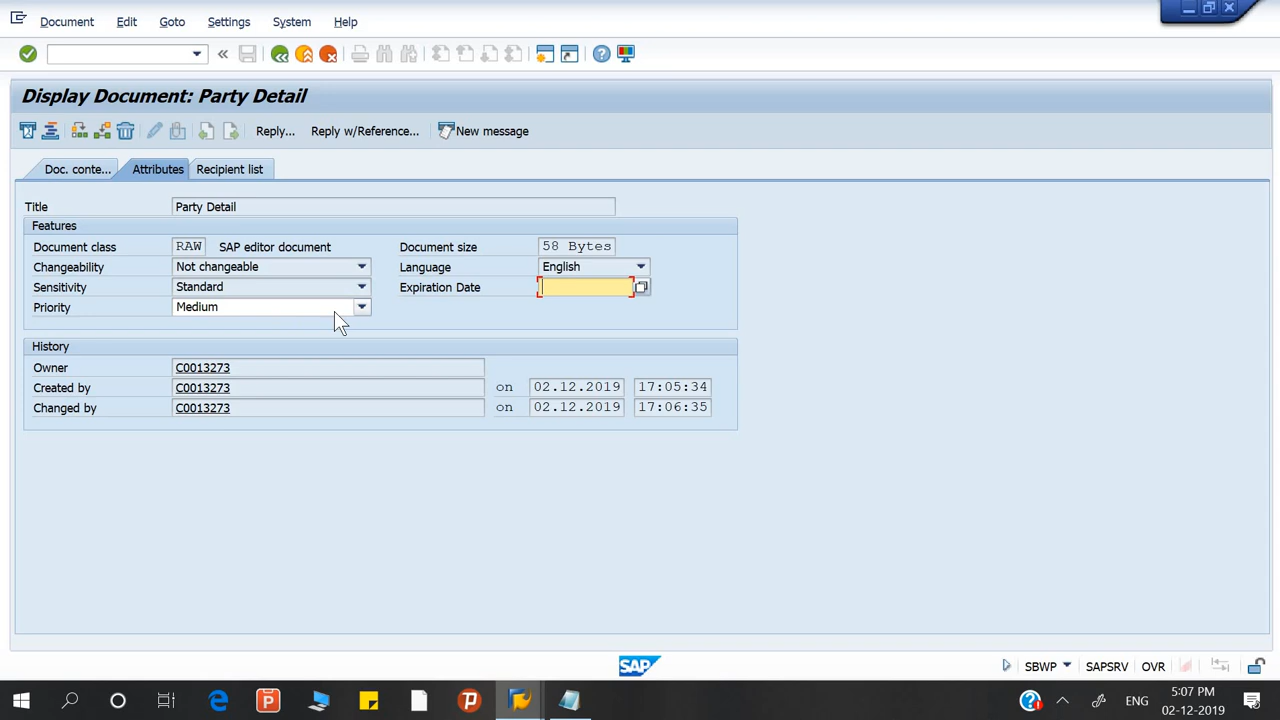 Document Edit Goto Settings System Help
Display Document: Party Detail
Reply... Reply w/Reference... New message
Doc. conte... Attributes Recipient list
Title Party Detail
Features
Document class RAW SAP editor document Document size 58 Bytes
Changeability Not changeable Language English
Sensitivity Standard Expiration Date
Priority Medium
History
Owner C0013273
Created by C0013273 on 02.12.2019 17:05:34
Changed by C0013273 on 02.12.2019 17:06:35
SAP SBWP SAPSRV OVR
ENG 5:07 PM
02-12-2019